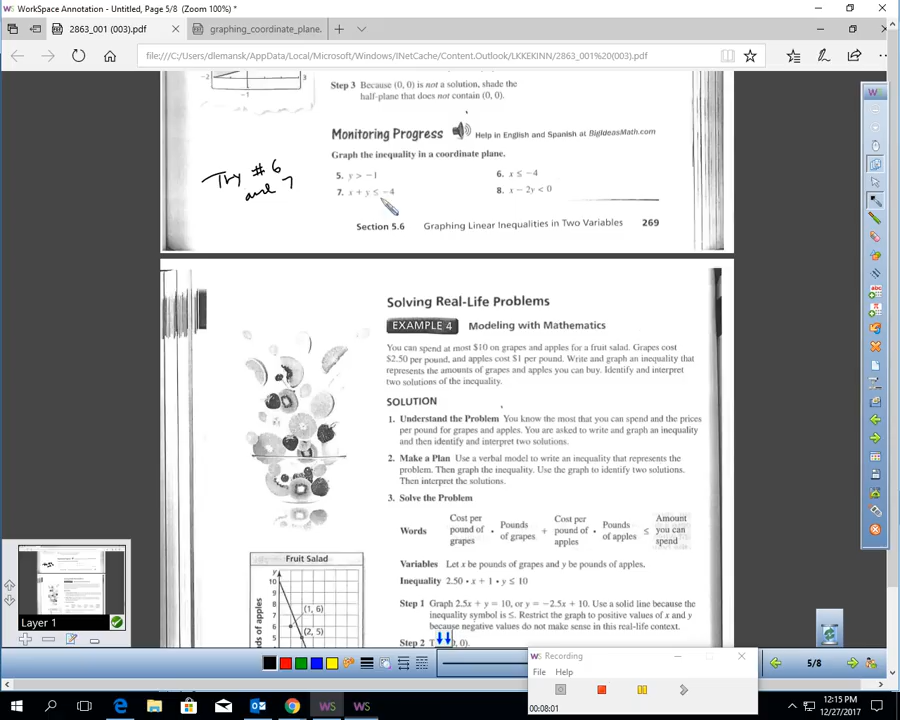 WorkSpace Annotation - WorkSpace Annotation, Page 5/8 (Zoom 100%) *
2863_001 (003).pdf
graphing_coordinate_plane.
file:///C:/Users/dlemansk/AppData/Local/Microsoft/Windows/INetCache/Content.Outlook/LKKEKINN/2863_001%20(003).pdf
-2
3
-1
Step 3 Because (0, 0) is not a solution, shade the
half-plane that does not contain (0, 0).
Monitoring Progress
Help in English and Spanish at BigIdeasMath.com
Graph the inequality in a coordinate plane.
Try #6
and 7
5. y > −1
6. x ≤ −4
7. x + y ≤ −4
8. x − 2y < 0
Section 5.6 Graphing Linear Inequalities in Two Variables 269
Solving Real-Life Problems
EXAMPLE 4 Modeling with Mathematics
You can spend at most $10 on grapes and apples for a fruit salad. Grapes cost
$2.50 per pound, and apples cost $1 per pound. Write and graph an inequality that
represents the amounts of grapes and apples you can buy. Identify and interpret
two solutions of the inequality.
SOLUTION
1. Understand the Problem You know the most that you can spend and the prices
per pound for grapes and apples. You are asked to write and graph an inequality
and then identify and interpret two solutions.
2. Make a Plan Use a verbal model to write an inequality that represents the
problem. Then graph the inequality. Use the graph to identify two solutions.
Then interpret the solutions.
3. Solve the Problem
Words
Cost per
pound of
grapes
•
Pounds
of grapes
+
Cost per
pound of
apples
•
Pounds
of apples
≤
Amount
you can
spend
Variables Let x be pounds of grapes and y be pounds of apples.
Inequality 2.50 • x + 1 • y ≤ 10
Step 1 Graph 2.5x + y = 10, or y = −2.5x + 10. Use a solid line because the
inequality symbol is ≤. Restrict the graph to positive values of x and y
because negative values do not make sense in this real-life context.
Step 2 T
, 0).
Fruit Salad
y
10
9
8
7
6
5
(1, 6)
(2, 5)
ds of apples
Layer 1
5/8
Recording
File Help
00:08:01
12:15 PM
12/27/2017